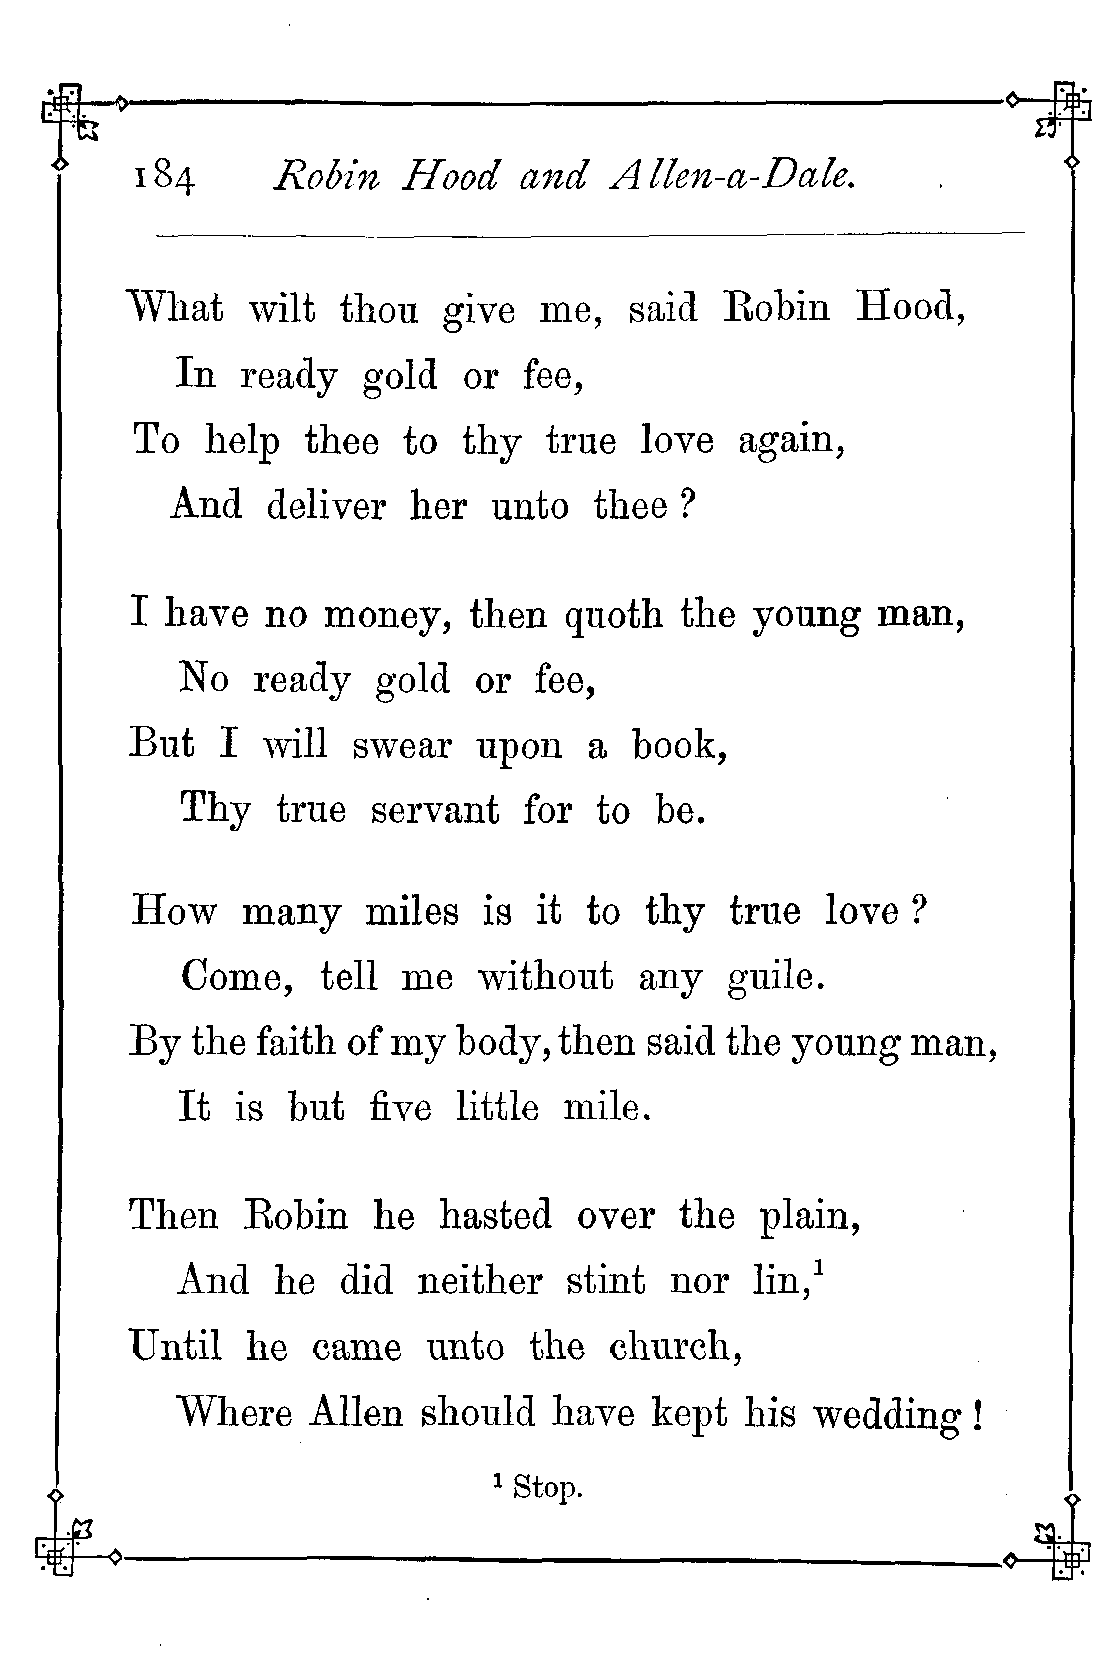 184 Robin Hood and Allen-a-Dale.
What wilt thou give me, said Robin Hood,
In ready gold or fee,
To help thee to thy true love again,
And deliver her unto thee ?
I have no money, then quoth the young man,
No ready gold or fee,
But I will swear upon a book,
Thy true servant for to be.
How many miles is it to thy true love ?
Come, tell me without any guile.
By the faith of my body, then said the young man,
It is but five little mile.
Then Robin he hasted over the plain,
And he did neither stint nor lin,¹
Until he came unto the church,
Where Allen should have kept his wedding !
¹ Stop.